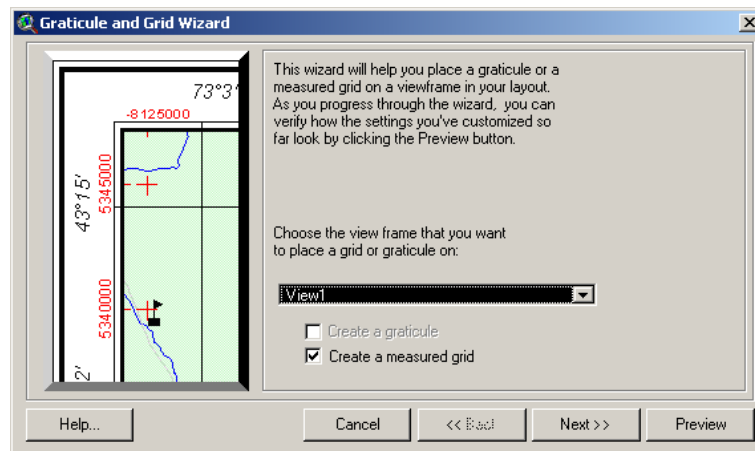 Graticule and Grid Wizard
73°3'
-8125000
43°15'
5345000
5340000
2'
This wizard will help you place a graticule or a
measured grid on a viewframe in your layout.
As you progress through the wizard, you can
verify how the settings you've customized so
far look by clicking the Preview button.
Choose the view frame that you want
to place a grid or graticule on:
View1
Create a graticule
Create a measured grid
Help...
Cancel
<< Back
Next >>
Preview